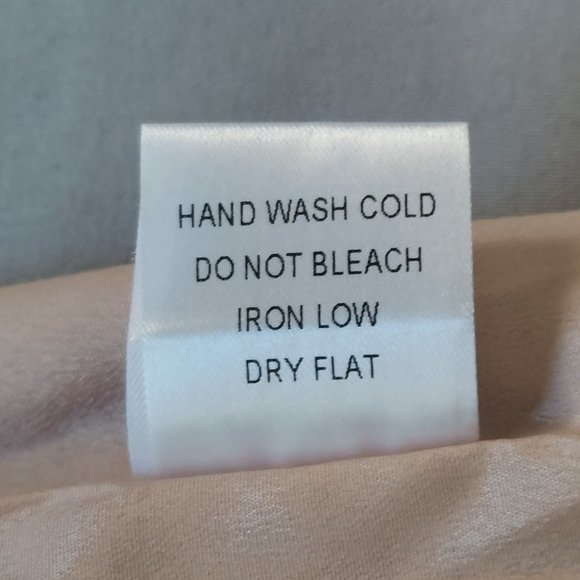 HAND WASH COLD
DO NOT BLEACH
IRON LOW
DRY FLAT